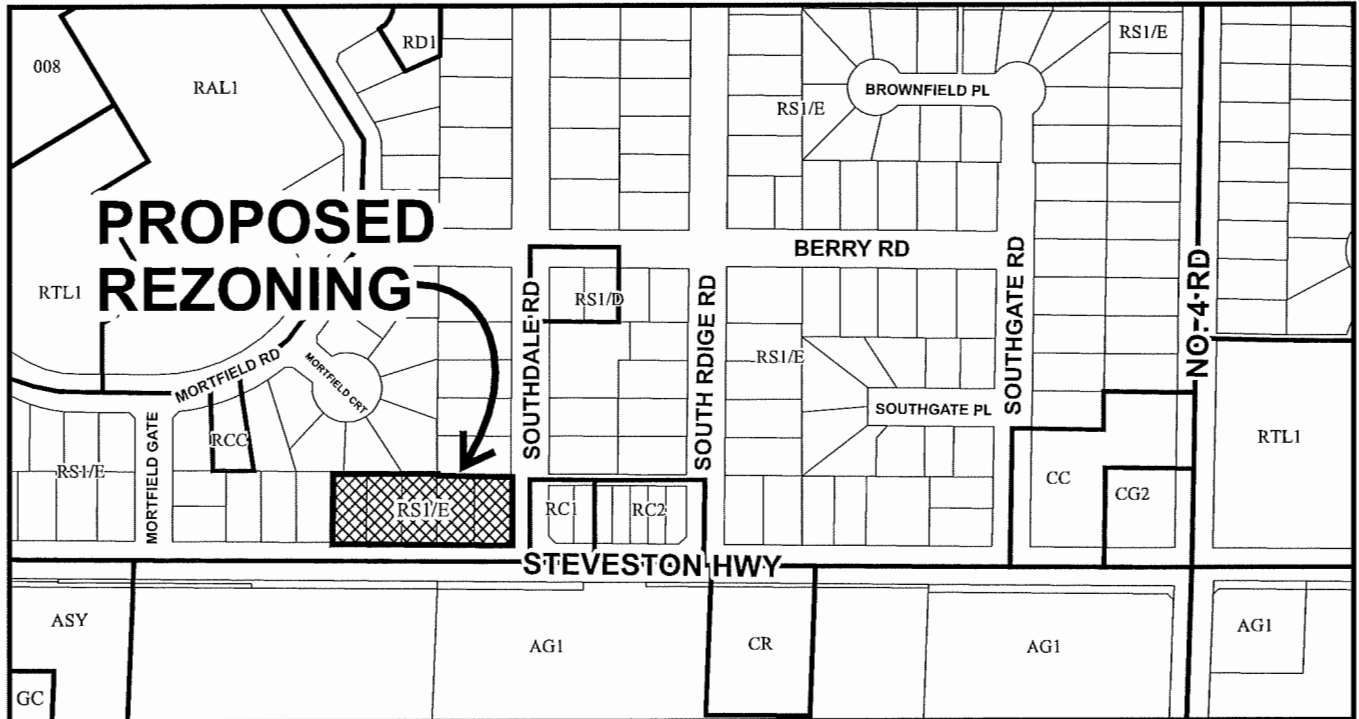 008
RAL1
RD1
RS1/E
BROWNFIELD PL
RS1/E
PROPOSED
REZONING
RTL1
BERRY RD
RS1/D
SOUTHDALE RD
SOUTH RDIGE RD
SOUTHGATE RD
NO. 4 RD
MORTFIELD RD
MORTFIELD CRT
RS1/E
SOUTHGATE PL
MORTFIELD GATE
RCC
RS1/E
RS1/E
RC1
RC2
CC
CG2
RTL1
STEVESTON HWY
ASY
AG1
CR
AG1
AG1
GC